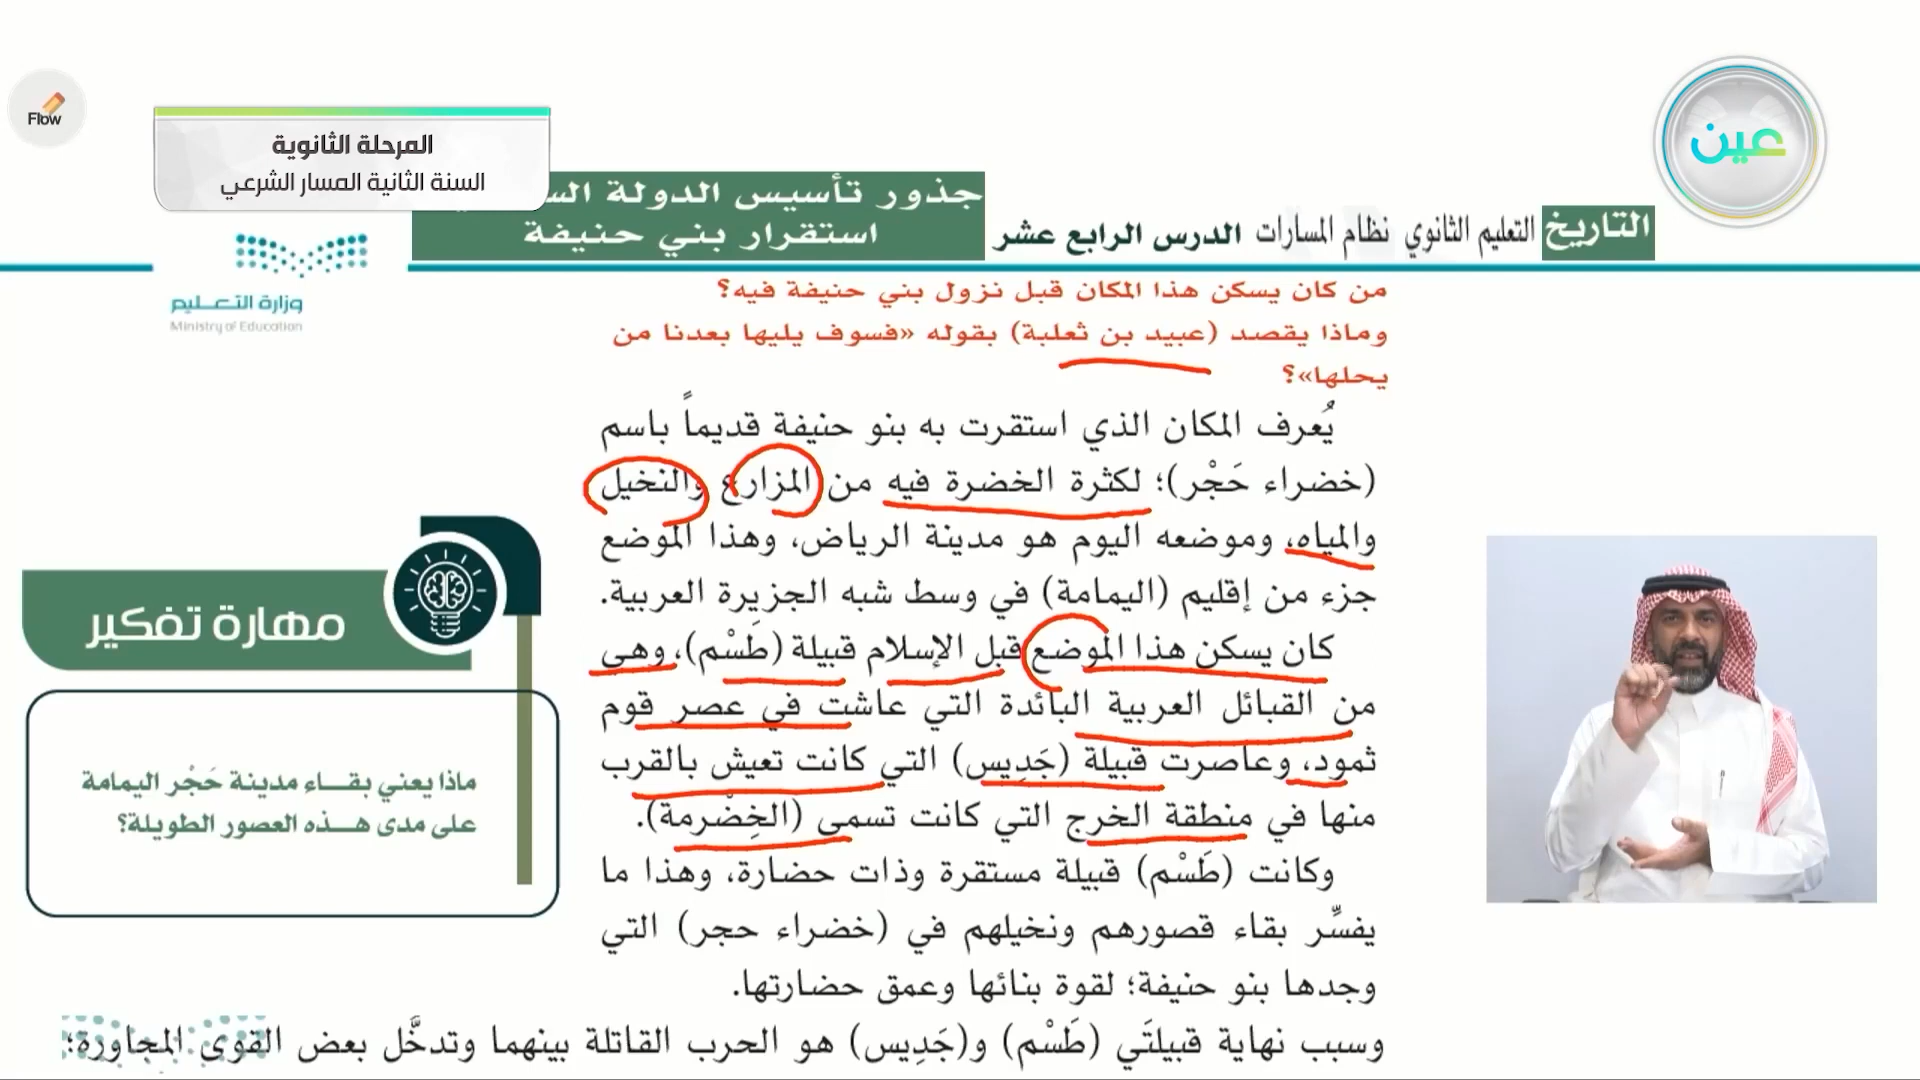 Flow
المرحلة الثانوية
السنة الثانية المسار الشرعي
عين
التاريخ التعليم الثانوي نظام المسارات الدرس الرابع عشر
جذور تأسيس الدولة
استقرار بني حنيفة
وزارة التعليم
Ministry of Education
من كان يسكن هذا المكان قبل نزول بني حنيفة فيه؟
وماذا يقصد (عبيد بن ثعلبة) بقوله «فسوف يليها بعدنا من
يحلها»؟
يُعرف المكان الذي استقرت به بنو حنيفة قديماً باسم
(خضراء حَجْر)؛ لكثرة الخضرة فيه من المزارع والنخيل
والمياه، وموضعه اليوم هو مدينة الرياض، وهذا الموضع
جزء من إقليم (اليمامة) في وسط شبه الجزيرة العربية.
كان يسكن هذا الموضع قبل الإسلام قبيلة (طَسْم)، وهي
من القبائل العربية البائدة التي عاشت في عصر قوم
ثمود، وعاصرت قبيلة (جَدِيس) التي كانت تعيش بالقرب
منها في منطقة الخرج التي كانت تسمى (الخِضْرمة).
وكانت (طَسْم) قبيلة مستقرة وذات حضارة، وهذا ما
يفسِّر بقاء قصورهم ونخيلهم في (خضراء حجر) التي
وجدها بنو حنيفة؛ لقوة بنائها وعمق حضارتها.
وسبب نهاية قبيلتَي (طَسْم) و(جَدِيس) هو الحرب القاتلة بينهما وتدخَّل بعض القوى المجاورة؛
مهارة تفكير
ماذا يعني بقـــاء مدينة حَجْر اليمامة
على مدى هـــذه العصور الطويلة؟